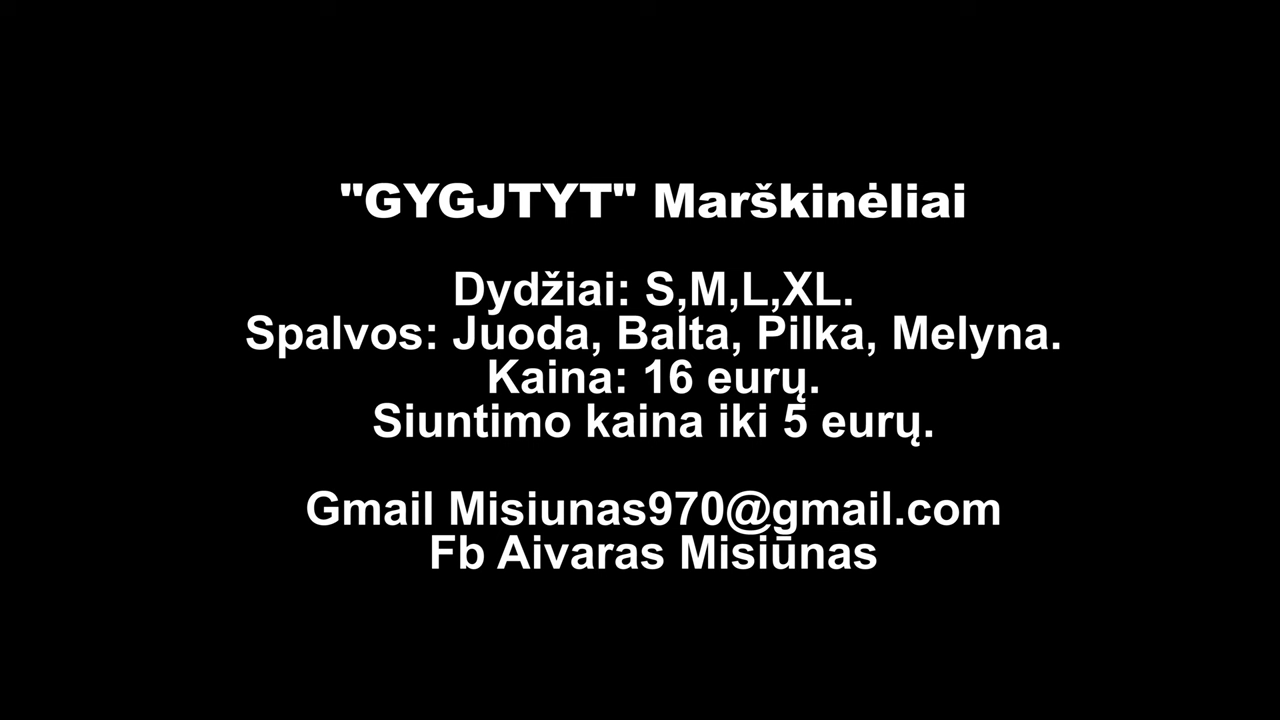 "GYGJTYT" Marškinėliai
Dydžiai: S,M,L,XL.
Spalvos: Juoda, Balta, Pilka, Melyna.
Kaina: 16 eurų.
Siuntimo kaina iki 5 eurų.
Gmail Misiunas970@gmail.com
Fb Aivaras Misiūnas